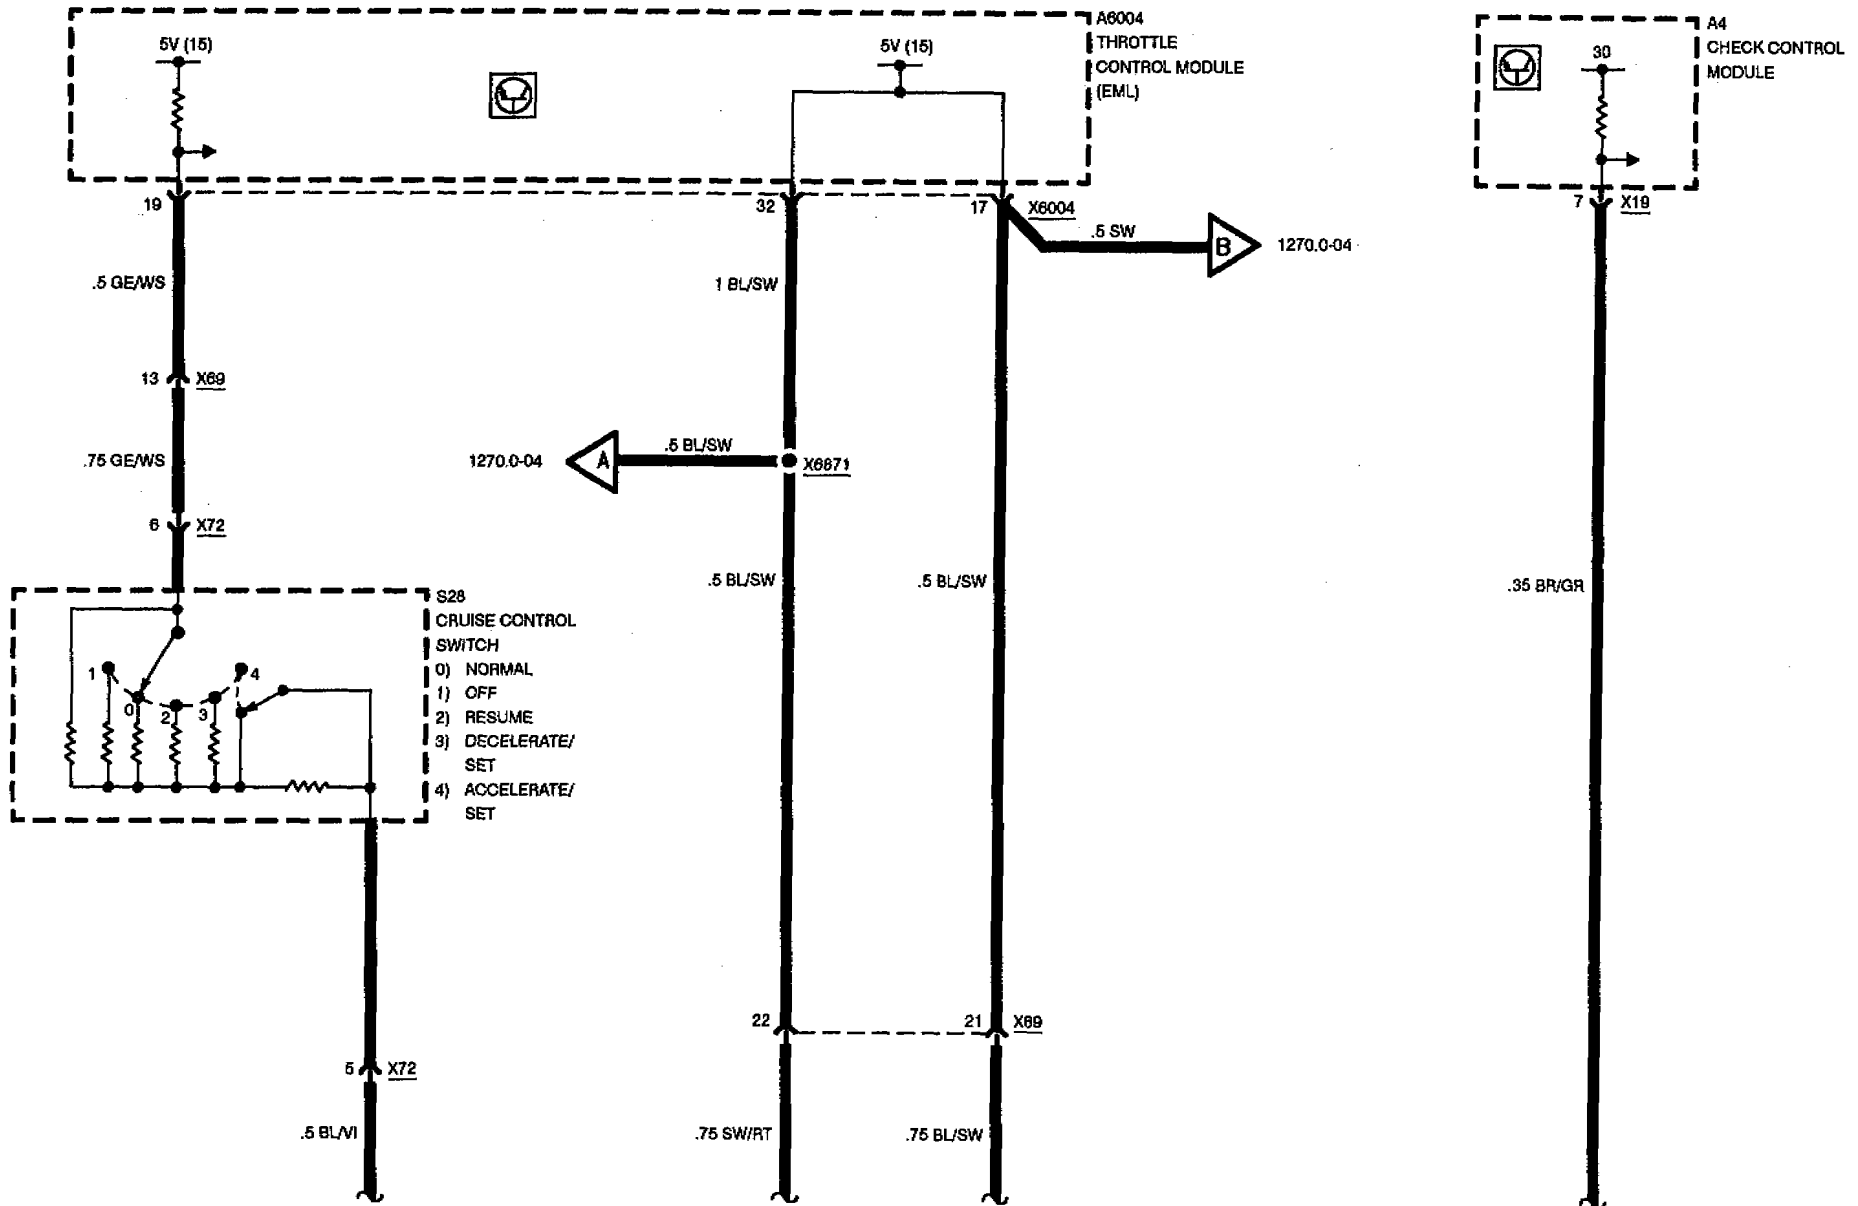 5V (15)
5V (15)
A6004
THROTTLE
CONTROL MODULE
(EML)
30
A4
CHECK CONTROL
MODULE
19
32
17
X6004
7
X19
.5 SW
B
1270.0-04
.5 GE/WS
1 BL/SW
13
X69
.75 GE/WS
1270.0-04
A
.5 BL/SW
X6871
6
X72
.5 BL/SW
.5 BL/SW
.35 BR/GR
S28
CRUISE CONTROL
SWITCH
0) NORMAL
1) OFF
2) RESUME
3) DECELERATE/
SET
4) ACCELERATE/
SET
1
0
2
3
4
22
21
X69
5
X72
.5 BL/VI
.75 SW/RT
.75 BL/SW